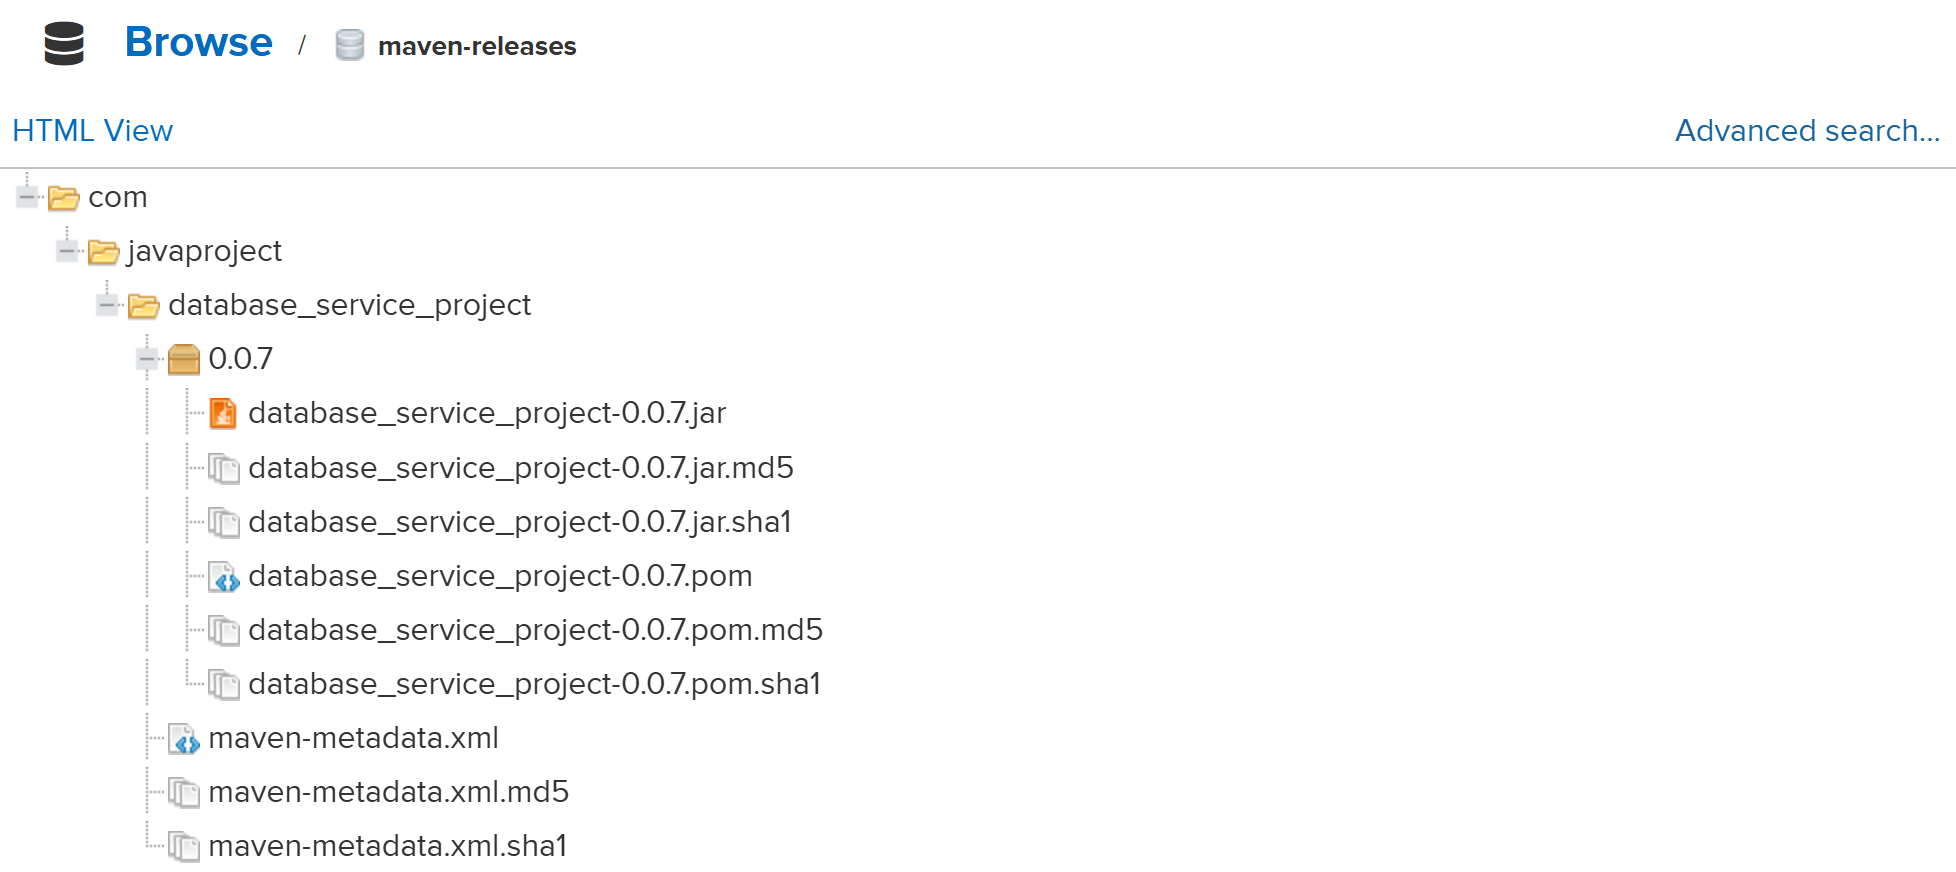 Browse / maven-releases
HTML View Advanced search...
com
javaproject
database_service_project
0.0.7
database_service_project-0.0.7.jar
database_service_project-0.0.7.jar.md5
database_service_project-0.0.7.jar.sha1
database_service_project-0.0.7.pom
database_service_project-0.0.7.pom.md5
database_service_project-0.0.7.pom.sha1
maven-metadata.xml
maven-metadata.xml.md5
maven-metadata.xml.sha1